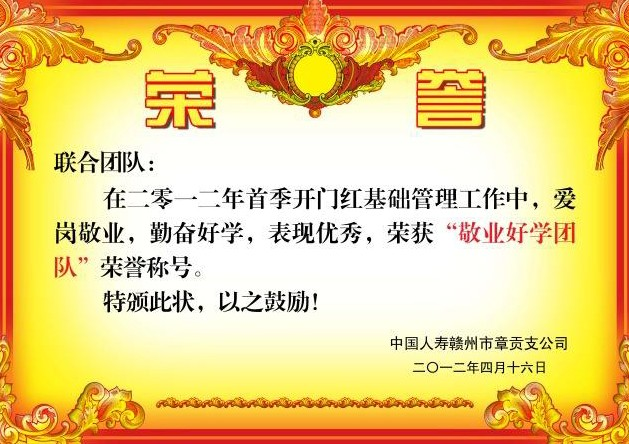 荣 誉
联合团队：
在二零一二年首季开门红基础管理工作中，爱
岗敬业，勤奋好学，表现优秀，荣获“敬业好学团
队”荣誉称号。
特颁此状，以之鼓励！
中国人寿赣州市章贡支公司
二〇一二年四月十六日